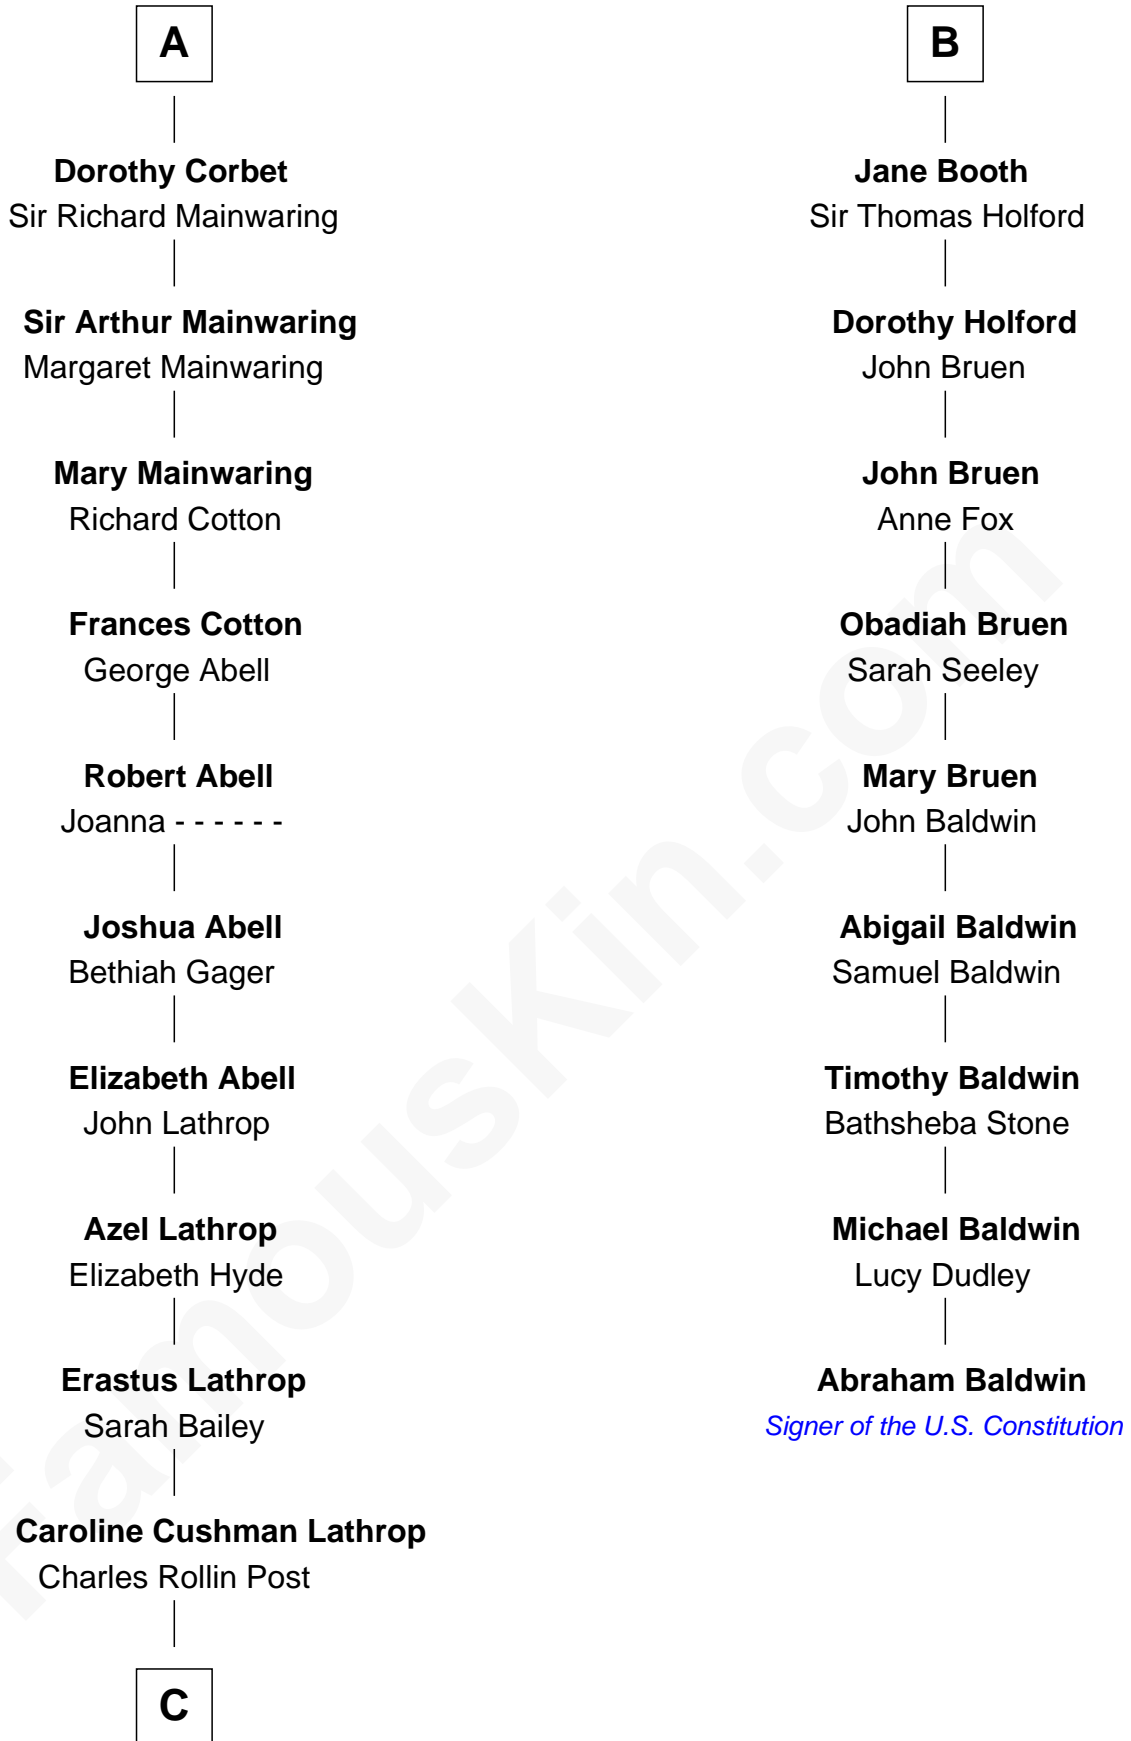 A
Dorothy Corbet
Sir Richard Mainwaring
Sir Arthur Mainwaring
Margaret Mainwaring
Mary Mainwaring
Richard Cotton
Frances Cotton
George Abell
Robert Abell
Joanna - - - - - -
Joshua Abell
Bethiah Gager
Elizabeth Abell
John Lathrop
Azel Lathrop
Elizabeth Hyde
Erastus Lathrop
Sarah Bailey
Caroline Cushman Lathrop
Charles Rollin Post
C
B
Jane Booth
Sir Thomas Holford
Dorothy Holford
John Bruen
John Bruen
Anne Fox
Obadiah Bruen
Sarah Seeley
Mary Bruen
John Baldwin
Abigail Baldwin
Samuel Baldwin
Timothy Baldwin
Bathsheba Stone
Michael Baldwin
Lucy Dudley
Abraham Baldwin
Signer of the U.S. Constitution
FamousKin.com